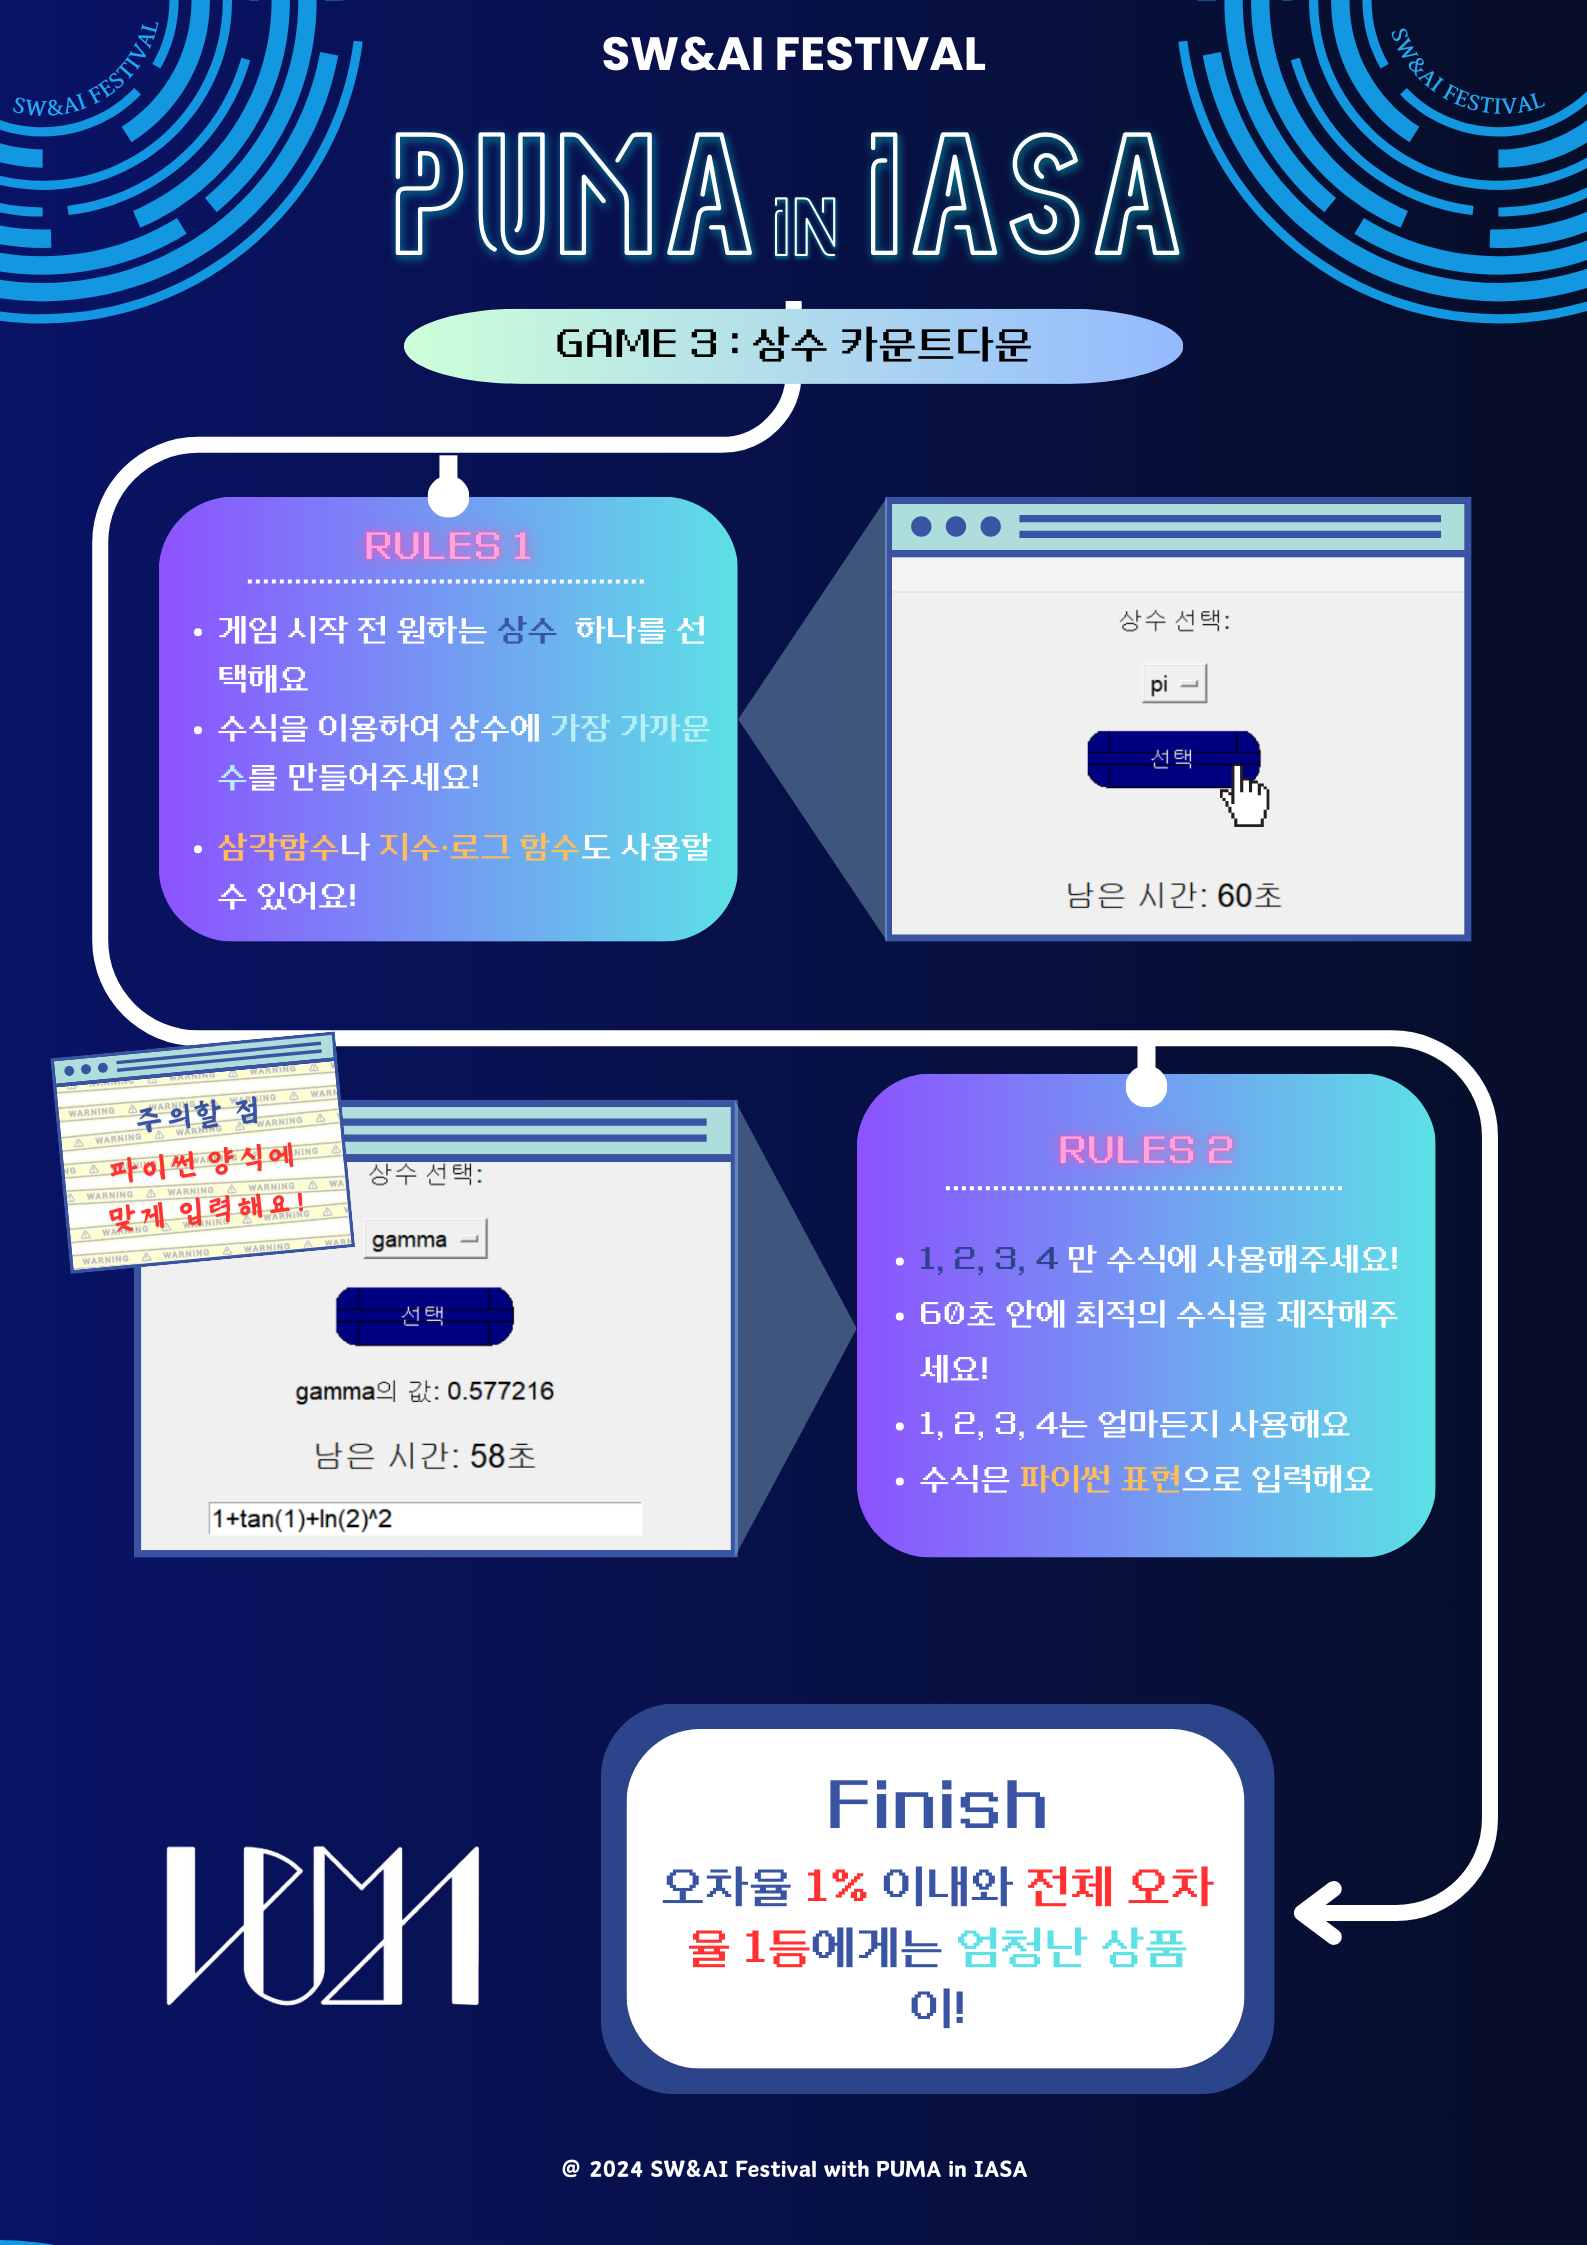 SW&AI FESTIVAL
SW&AI FESTIVAL
SW&AI FESTIVAL
PUMA IN IASA
GAME 3 : 상수 카운트다운
RULES 1
• 게임 시작 전 원하는 상수 하나를 선
택해요
• 수식을 이용하여 상수에 가장 가까운
수를 만들어주세요!
• 삼각함수나 지수·로그 함수도 사용할
수 있어요!
상수 선택:
pi
선택
남은 시간: 60초
주의할 점
파이썬 양식에
맞게 입력해요!
상수 선택:
gamma
선택
gamma의 값: 0.577216
남은 시간: 58초
1+tan(1)+ln(2)^2
RULES 2
• 1, 2, 3, 4 만 수식에 사용해주세요!
• 60초 안에 최적의 수식을 제작해주
세요!
• 1, 2, 3, 4는 얼마든지 사용해요
• 수식은 파이썬 표현으로 입력해요
Finish
오차율 1% 이내와 전체 오차
율 1등에게는 엄청난 상품
이!
PUMA
@ 2024 SW&AI Festival with PUMA in IASA